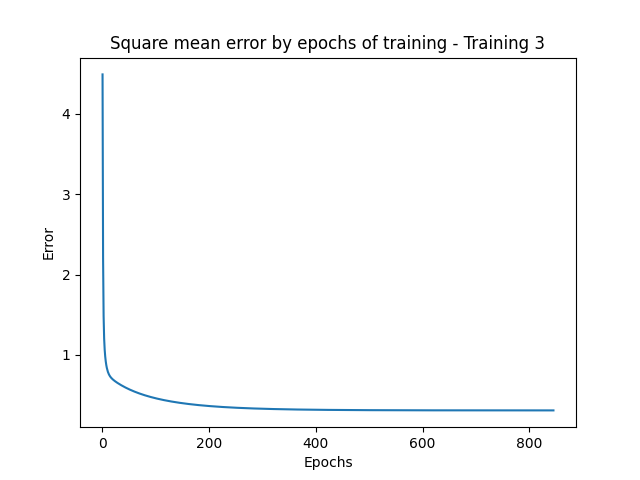 Square mean error by epochs of training - Training 3
4
3
2
1
Error
0 200 400 600 800
Epochs